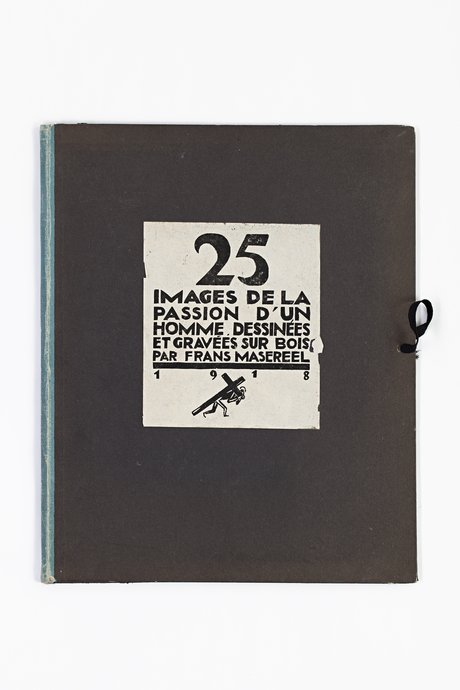 25
IMAGES DE LA
PASSION D'UN
HOMME, DESSINÉES
ET GRAVÉES SUR BOIS
PAR FRANS MASEREEL
1918